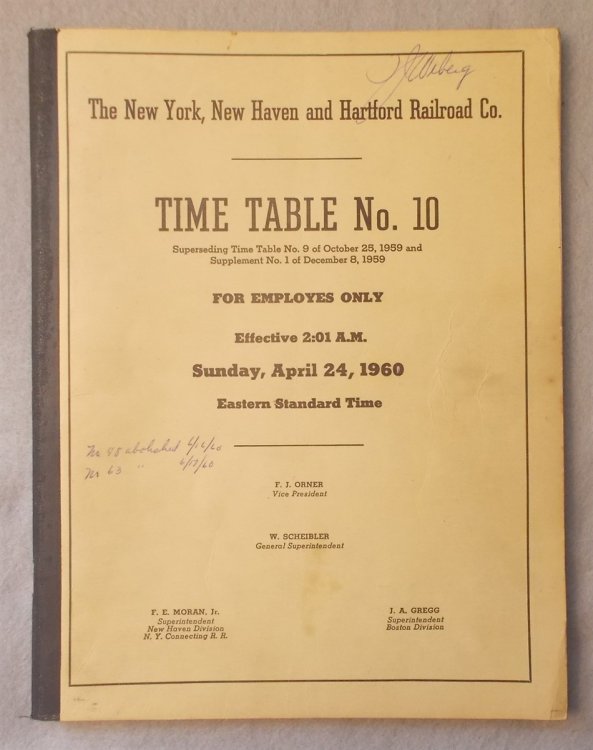 The New York, New Haven and Hartford Railroad Co.
TIME TABLE No. 10
Superseding Time Table No. 9 of October 25, 1959 and
Supplement No. 1 of December 8, 1959
FOR EMPLOYES ONLY
Effective 2:01 A.M.
Sunday, April 24, 1960
Eastern Standard Time
abolished
63 "
F. J. ORNER
Vice President
W. SCHEIBLER
General Superintendent
F. E. MORAN, Jr.
Superintendent
New Haven Division
N. Y. Connecting R. R.
J. A. GREGG
Superintendent
Boston Division